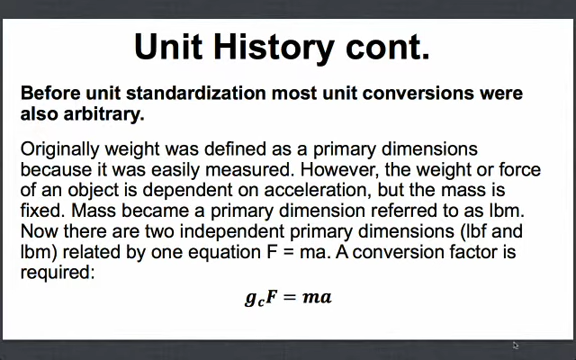 Unit History cont.
Before unit standardization most unit conversions were
also arbitrary.
Originally weight was defined as a primary dimensions
because it was easily measured. However, the weight or force
of an object is dependent on acceleration, but the mass is
fixed. Mass became a primary dimension referred to as lbm.
Now there are two independent primary dimensions (lbf and
lbm) related by one equation F = ma. A conversion factor is
required:
g_cF = ma